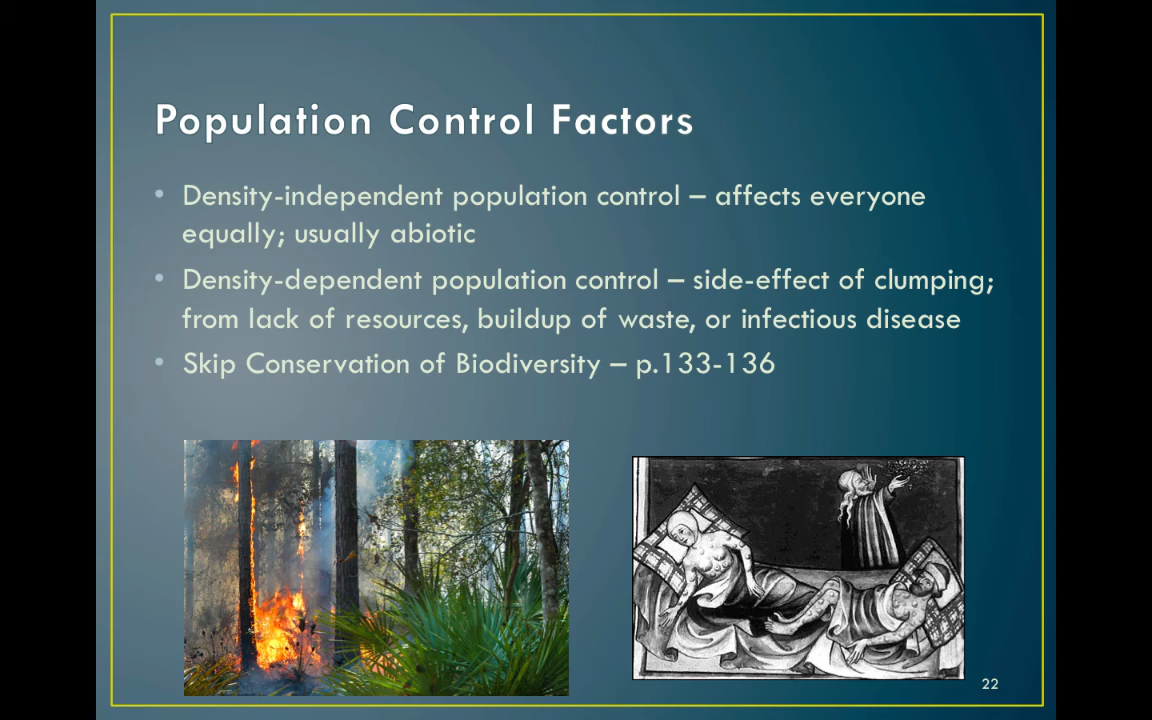 Population Control Factors
• Density-independent population control – affects everyone
equally; usually abiotic
• Density-dependent population control – side-effect of clumping;
from lack of resources, buildup of waste, or infectious disease
• Skip Conservation of Biodiversity – p.133-136
22